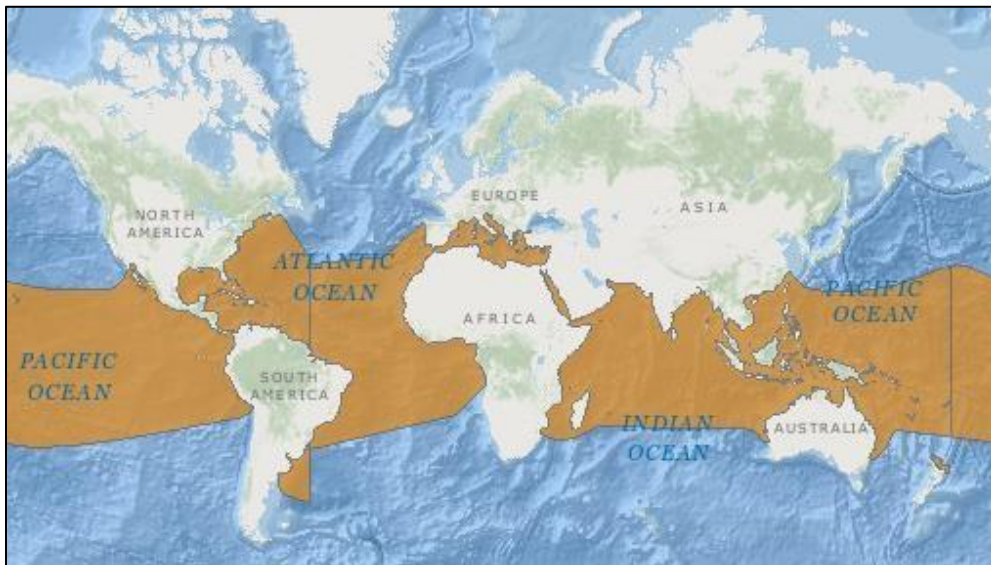 NORTH
AMERICA
EUROPE
ASIA
ATLANTIC
OCEAN
PACIFIC
OCEAN
AFRICA
PACIFIC
OCEAN
SOUTH
AMERICA
INDIAN
OCEAN
AUSTRALIA